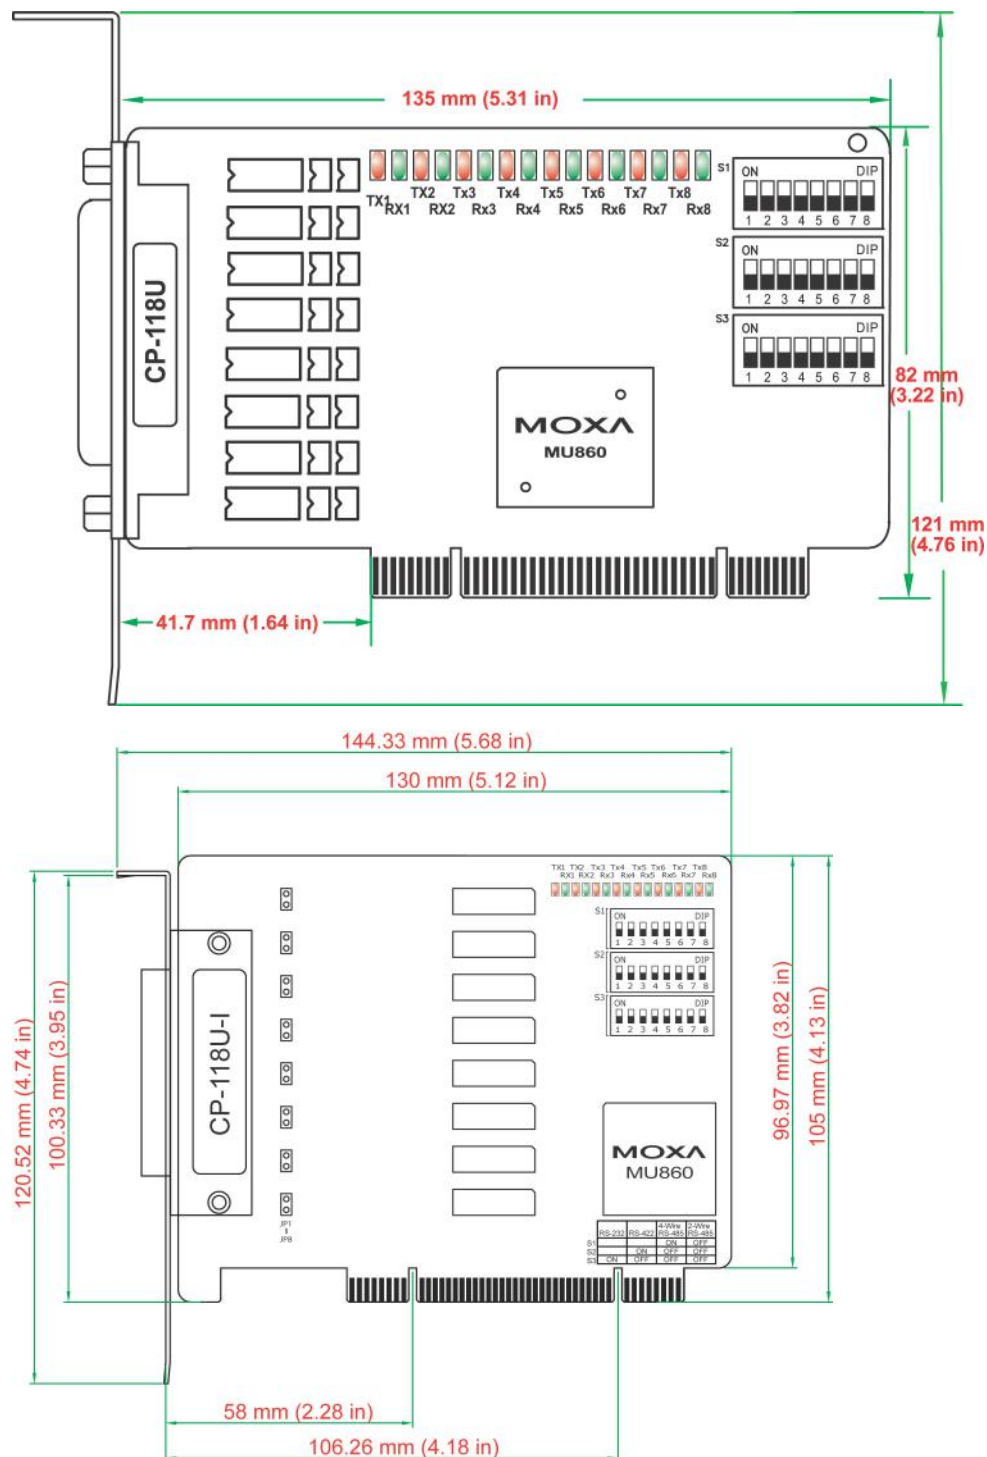 135 mm (5.31 in)
TX1 TX2 Tx3 Tx4 Tx5 Tx6 Tx7 Tx8
RX1 RX2 Rx3 Rx4 Rx5 Rx6 Rx7 Rx8
S1
ON DIP
1 2 3 4 5 6 7 8
S2
ON DIP
1 2 3 4 5 6 7 8
S3
ON DIP
1 2 3 4 5 6 7 8
CP-118U
MOXA
MU860
82 mm
(3.22 in)
121 mm
(4.76 in)
41.7 mm (1.64 in)
144.33 mm (5.68 in)
130 mm (5.12 in)
TX1 TX2 Tx3 Tx4 Tx5 Tx6 Tx7 Tx8
RX1 RX2 Rx3 Rx4 Rx5 Rx6 Rx7 Rx8
S1
ON DIP
1 2 3 4 5 6 7 8
S2
ON DIP
1 2 3 4 5 6 7 8
S3
ON DIP
1 2 3 4 5 6 7 8
120.52 mm (4.74 in)
100.33 mm (3.95 in)
CP-118U-I
96.97 mm (3.82 in)
105 mm (4.13 in)
MOXA
MU860
JP1
JP8
4-Wire 2-Wire
RS-232 RS-422 RS-485 RS-485
S1 ON OFF
S2 ON OFF OFF
S3 ON OFF OFF OFF
58 mm (2.28 in)
106.26 mm (4.18 in)